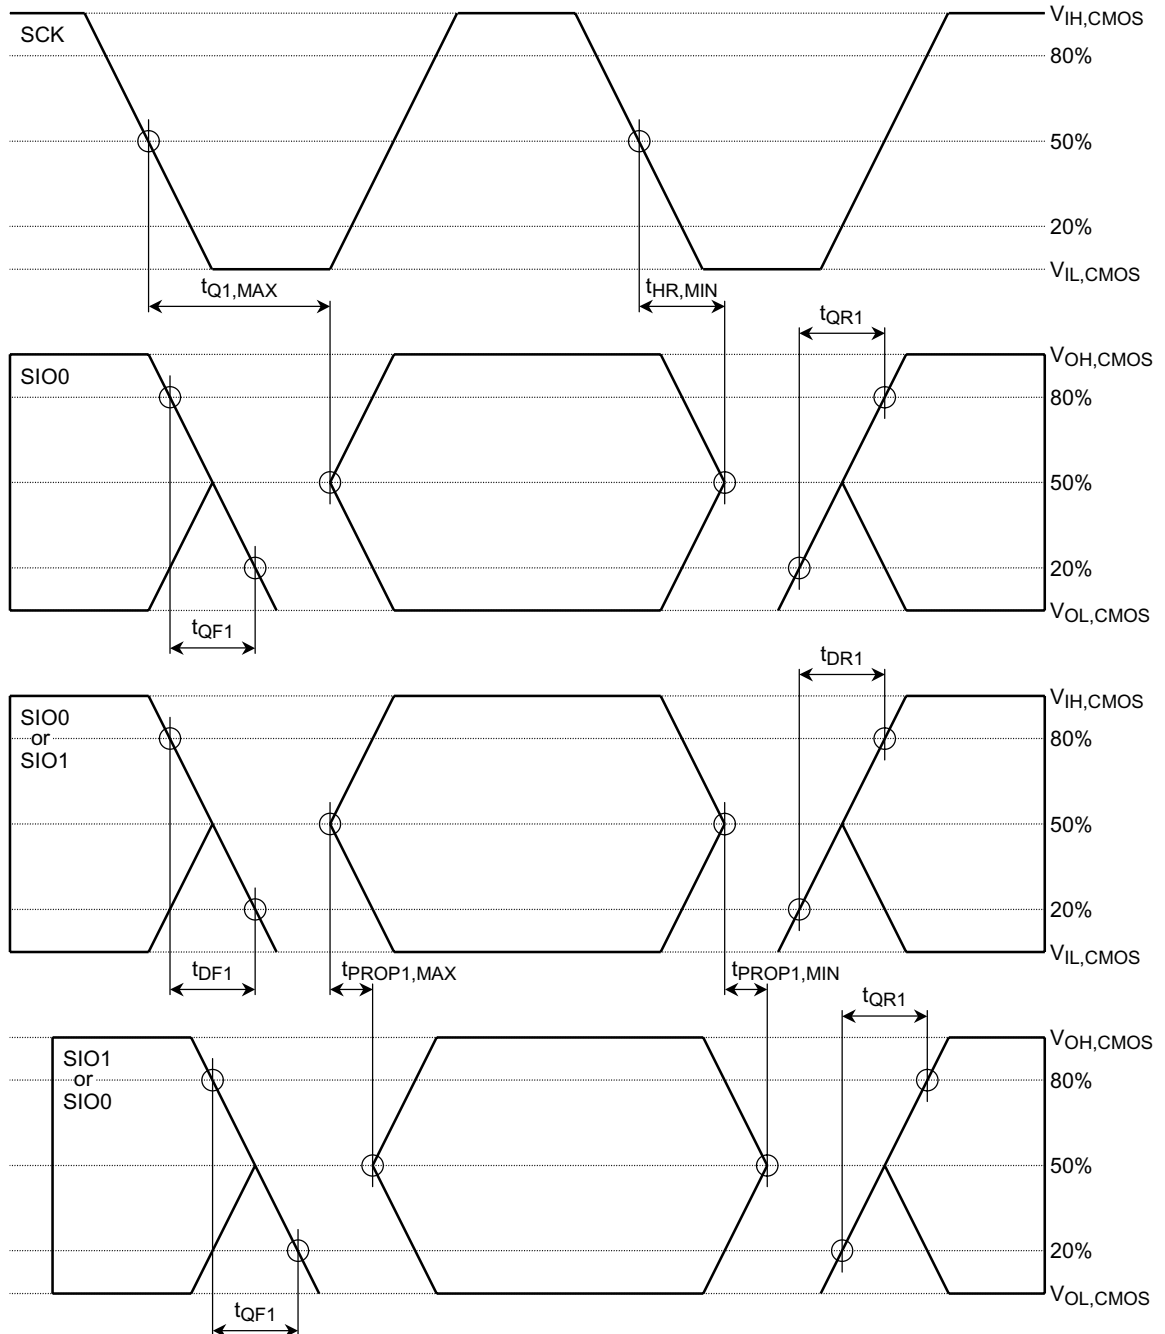 SCK
VIH,CMOS
80%
50%
20%
VIL,CMOS
tQ1,MAX
tHR,MIN
tQR1
SIO0
VOH,CMOS
80%
50%
20%
VOL,CMOS
tQF1
tDR1
SIO0
or
SIO1
VIH,CMOS
80%
50%
20%
VIL,CMOS
tDF1
tPROP1,MAX
tPROP1,MIN
tQR1
SIO1
or
SIO0
VOH,CMOS
80%
50%
20%
VOL,CMOS
tQF1